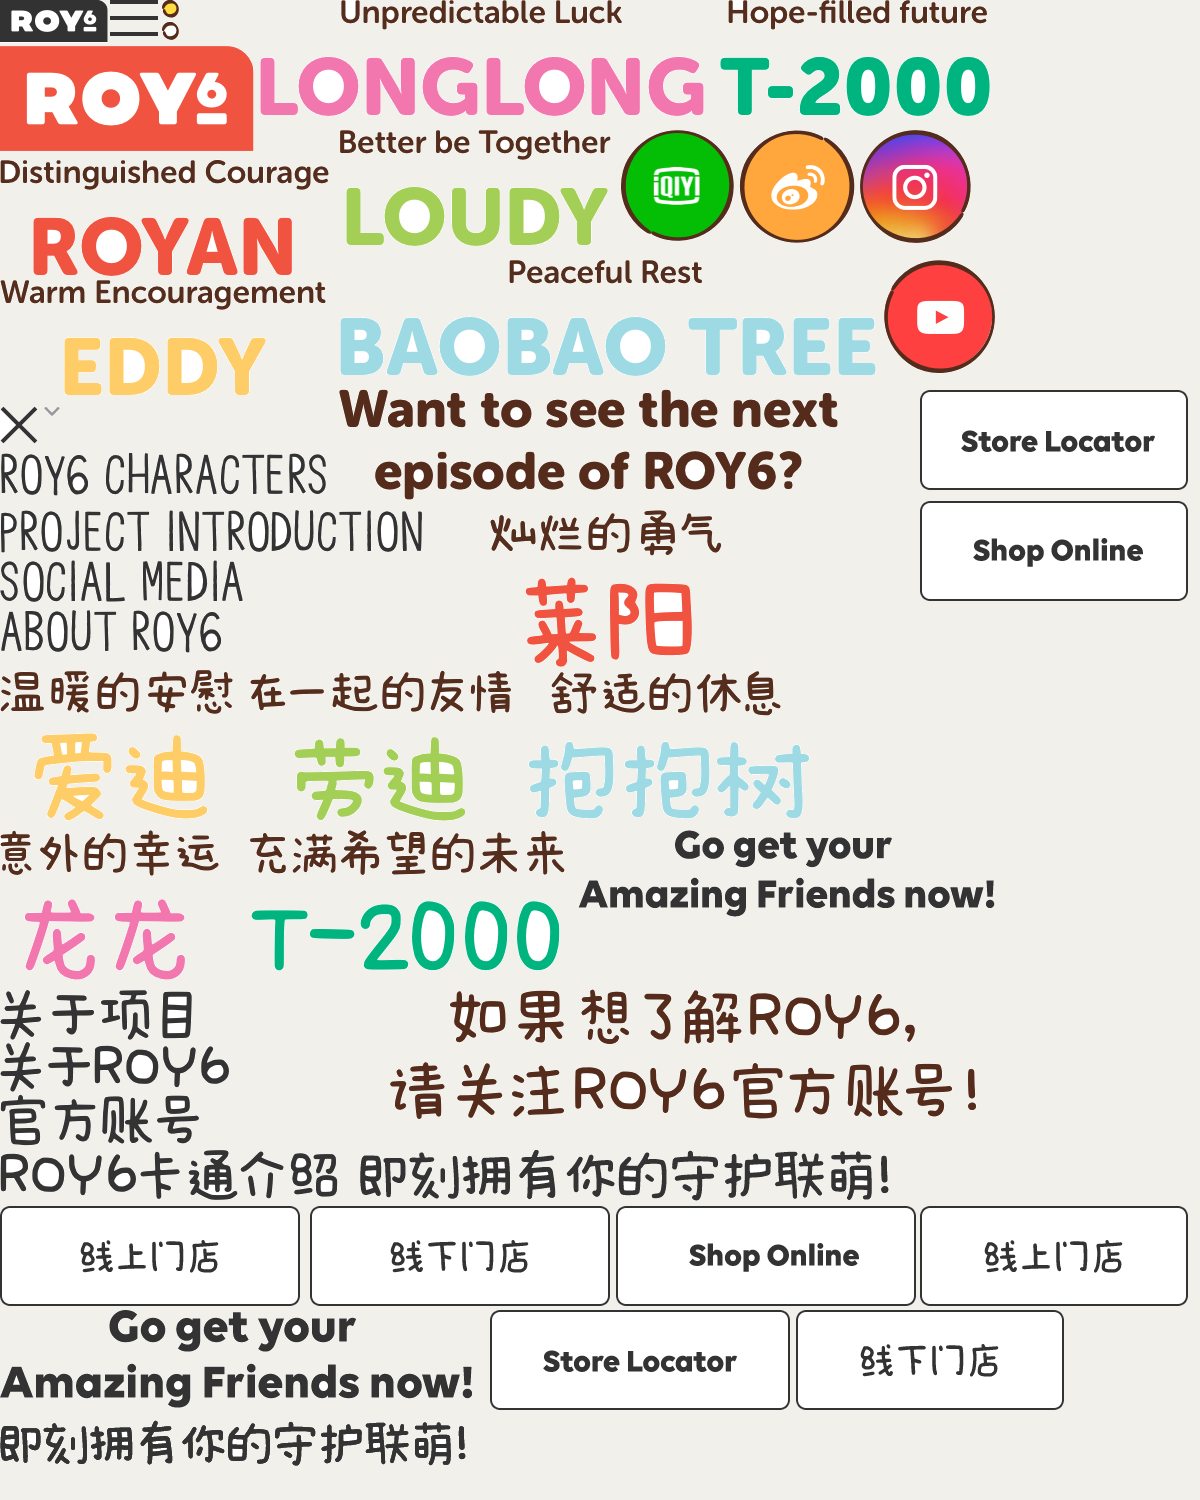 ROY6
Unpredictable Luck
Hope-filled future
ROY6
LONGLONG
T-2000
Better be Together
Distinguished Courage
iQIYI
LOUDY
ROYAN
Peaceful Rest
Warm Encouragement
BAOBAO TREE
EDDY
Want to see the next
episode of ROY6?
Store Locator
ROY6 CHARACTERS
PROJECT INTRODUCTION
灿烂的勇气
Shop Online
SOCIAL MEDIA
莱阳
ABOUT ROY6
温暖的安慰
在一起的友情
舒适的休息
爱迪
劳迪
抱抱树
意外的幸运
充满希望的未来
Go get your
Amazing Friends now!
龙龙
T-2000
关于项目
如果想了解ROY6,
关于ROY6
请关注ROY6官方账号!
官方账号
ROY6卡通介绍
即刻拥有你的守护联萌!
线上门店
线下门店
Shop Online
线上门店
Go get your
Amazing Friends now!
Store Locator
线下门店
即刻拥有你的守护联萌!